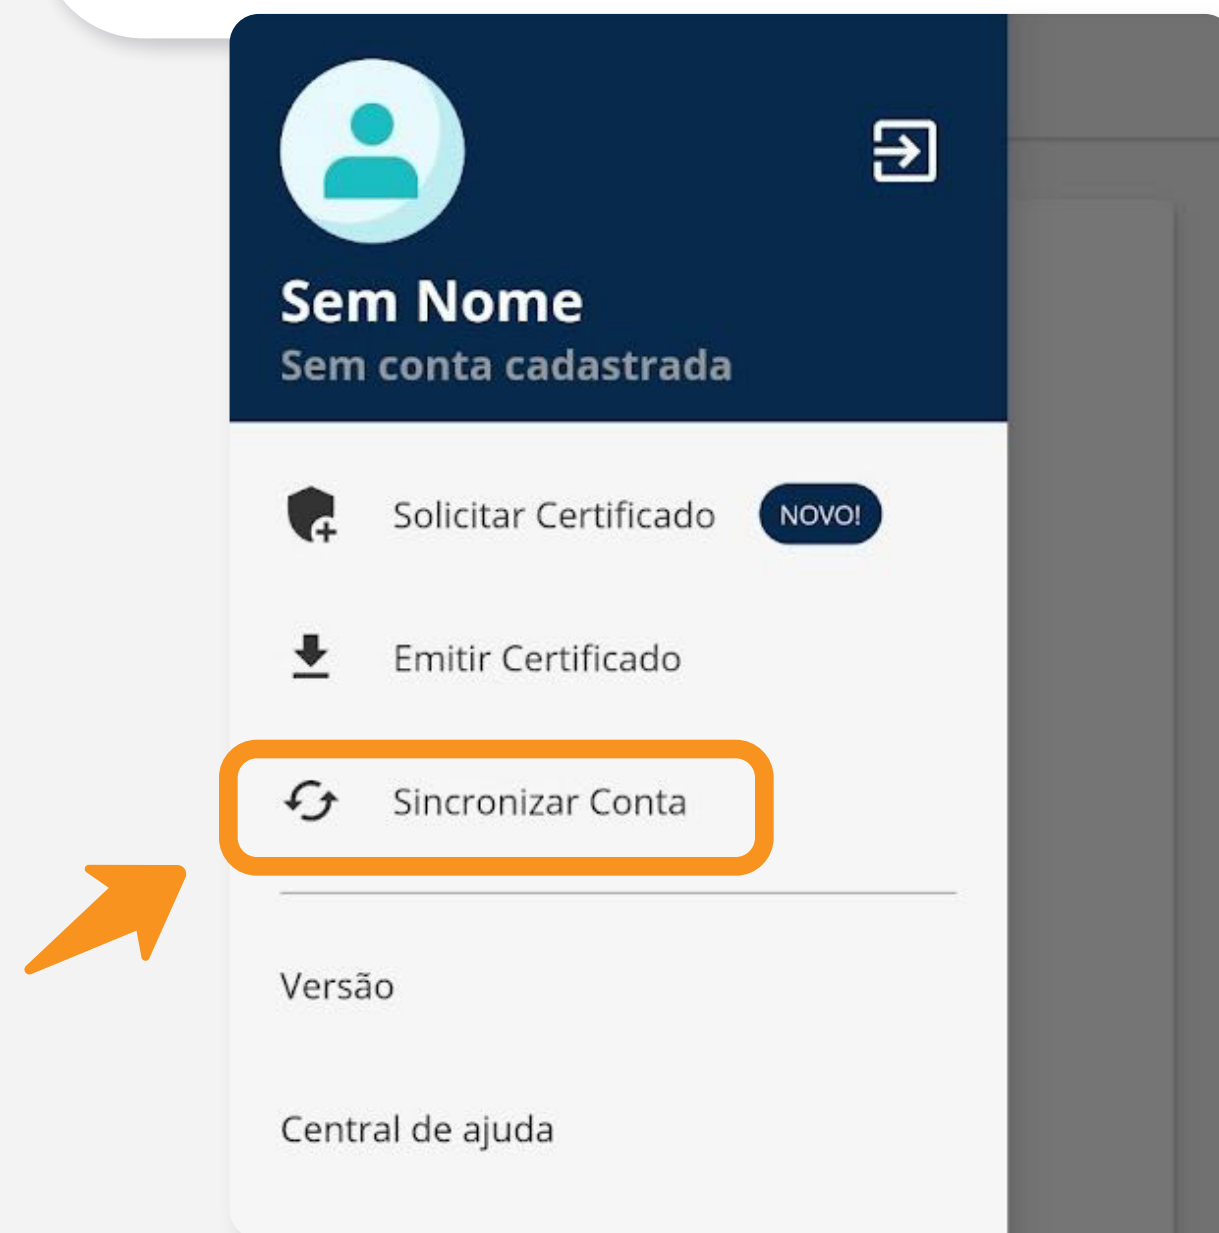 Sem Nome
Sem conta cadastrada
Solicitar Certificado NOVO!
Emitir Certificado
Sincronizar Conta
Versão
Central de ajuda